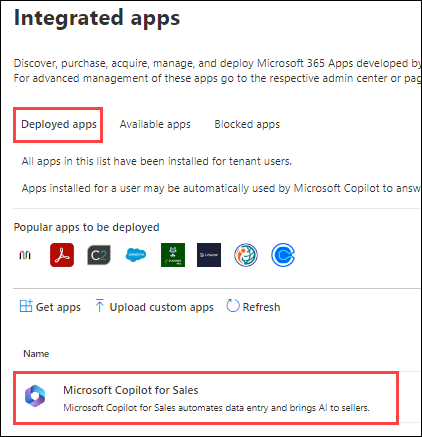 Integrated apps
Discover, purchase, acquire, manage, and deploy Microsoft 365 Apps developed by
For advanced management of these apps go to the respective admin center or pag
Deployed apps Available apps Blocked apps
All apps in this list have been installed for tenant users.
Apps installed for a user may be automatically used by Microsoft Copilot to answ
Popular apps to be deployed
Get apps Upload custom apps Refresh
Name
Microsoft Copilot for Sales
Microsoft Copilot for Sales automates data entry and brings AI to sellers.